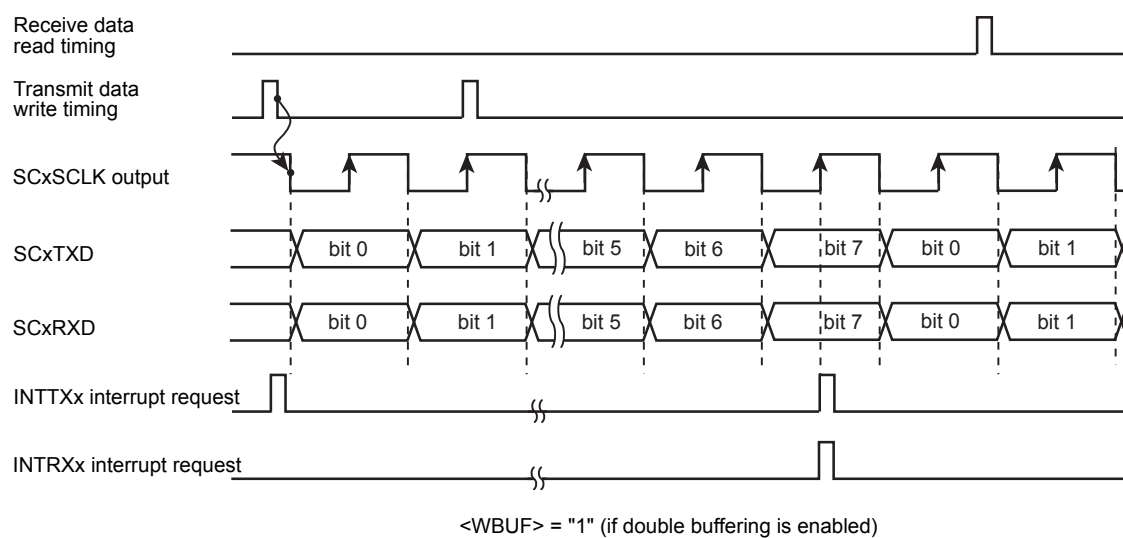 Receive data
read timing
Transmit data
write timing
SCxSCLK output
SCxTXD
bit 0
bit 1
bit 5
bit 6
bit 7
bit 0
bit 1
SCxRXD
bit 0
bit 1
bit 5
bit 6
bit 7
bit 0
bit 1
INTTXx interrupt request
INTRXx interrupt request
<WBUF> = "1" (if double buffering is enabled)